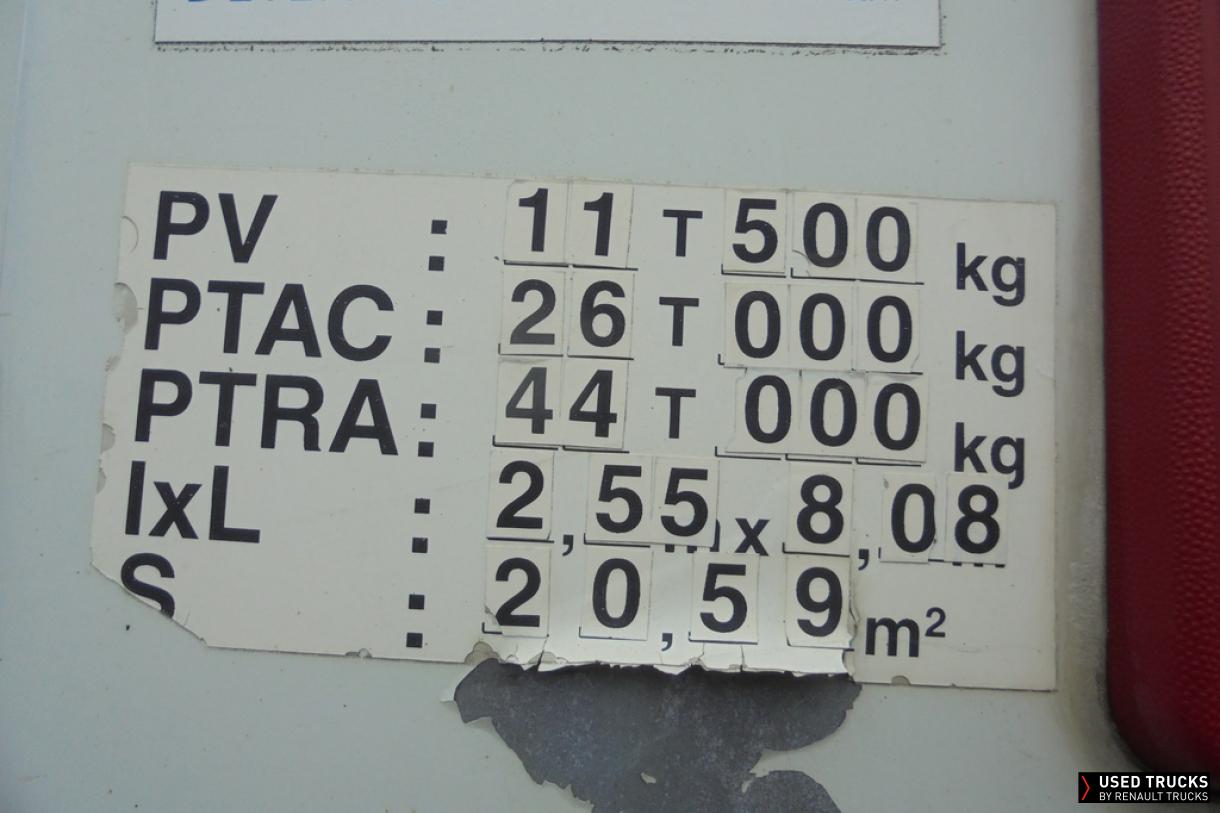 PV : 11 T 500 kg
PTAC : 26 T 000 kg
PTRA : 44 T 000 kg
lxL : 2,55 m x 8,08 m
S : 20,59 m²
USED TRUCKS
BY RENAULT TRUCKS